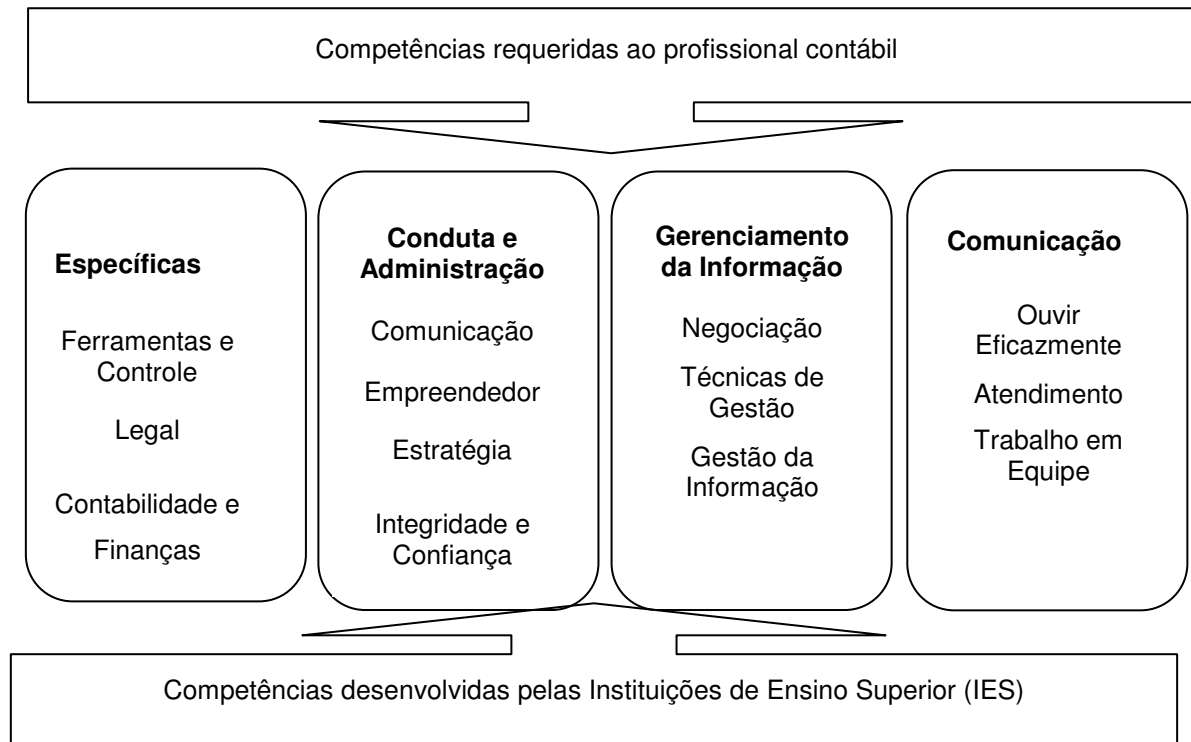 Competências requeridas ao profissional contábil
Específicas
Ferramentas e
Controle
Legal
Contabilidade e
Finanças
Conduta e
Administração
Comunicação
Empreendedor
Estratégia
Integridade e
Confiança
Gerenciamento
da Informação
Negociação
Técnicas de
Gestão
Gestão da
Informação
Comunicação
Ouvir
Eficazmente
Atendimento
Trabalho em
Equipe
Competências desenvolvidas pelas Instituições de Ensino Superior (IES)